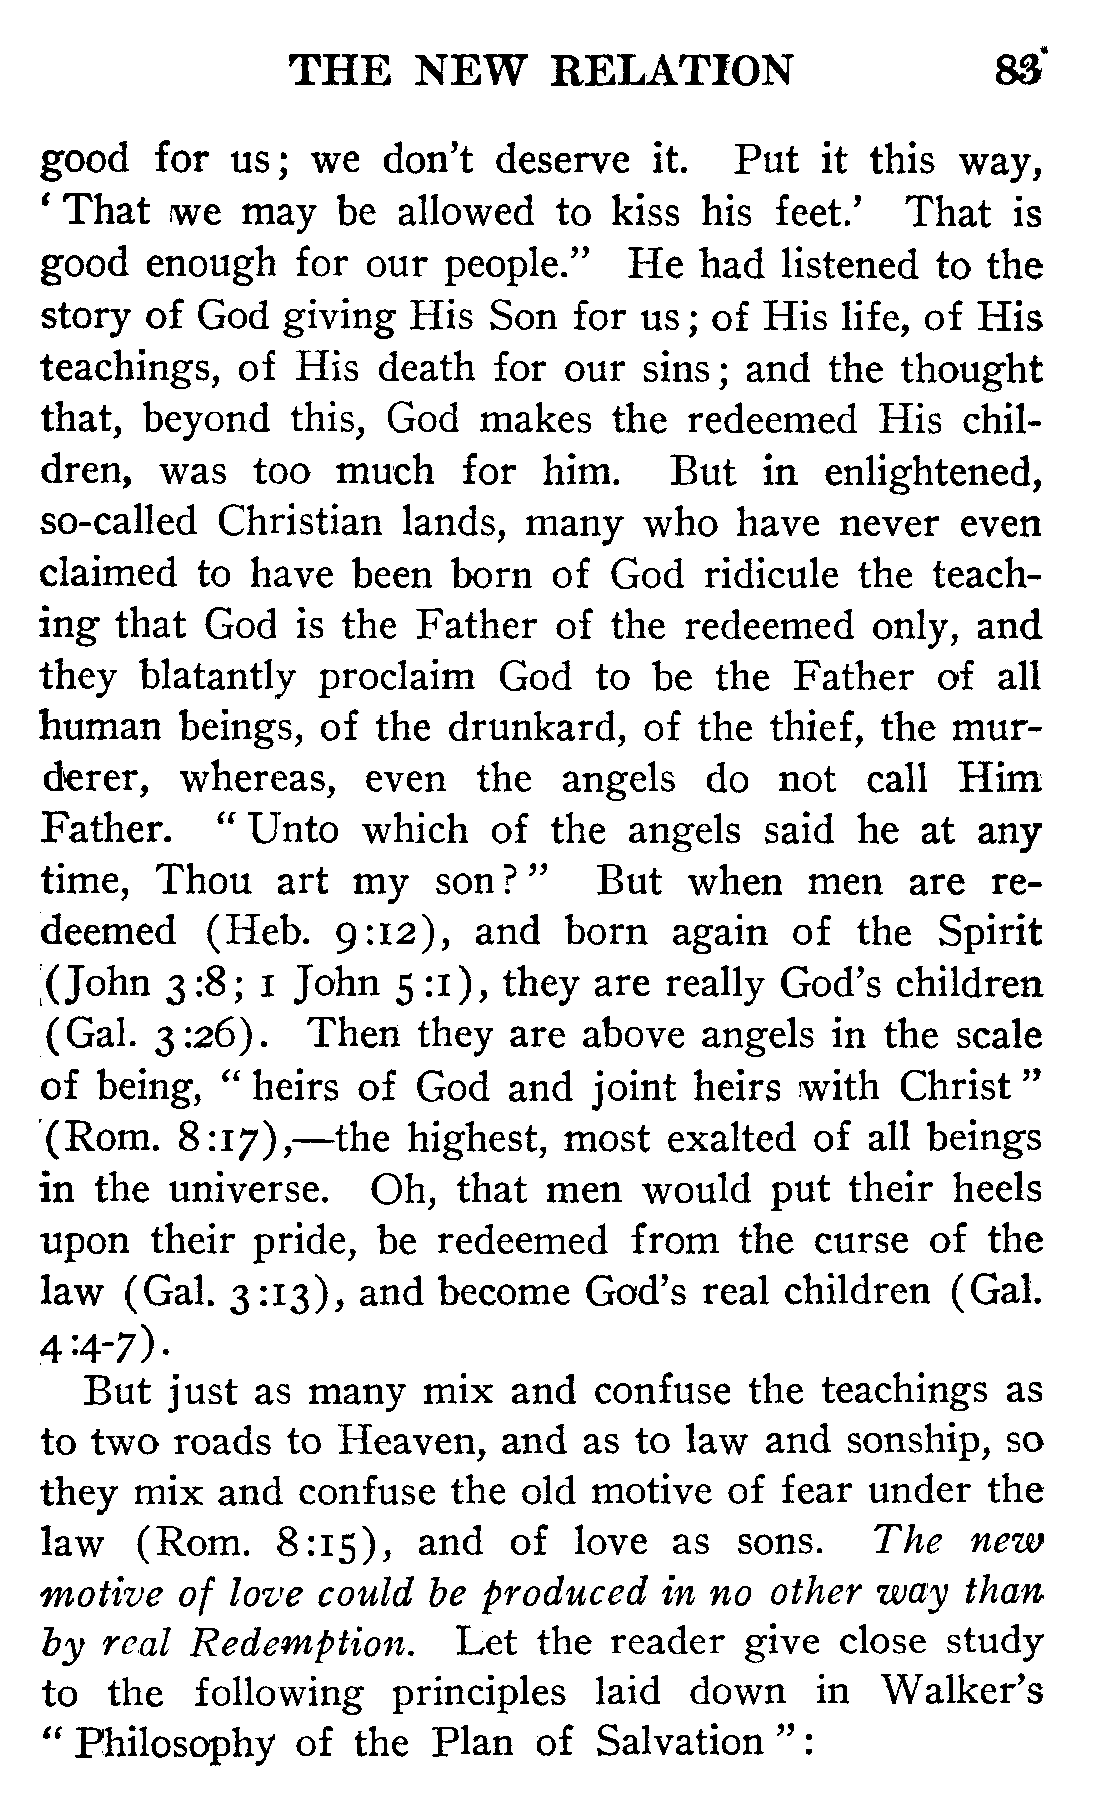 THE NEW RELATION 83
good for us; we don't deserve it. Put it this way,
‘ That we may be allowed to kiss his feet.’ That is
good enough for our people.” He had listened to the
story of God giving His Son for us; of His life, of His
teachings, of His death for our sins; and the thought
that, beyond this, God makes the redeemed His chil-
dren, was too much for him. But in enlightened,
so-called Christian lands, many who have never even
claimed to have been born of God ridicule the teach-
ing that God is the Father of the redeemed only, and
they blatantly proclaim God to be the Father of all
human beings, of the drunkard, of the thief, the mur-
derer, whereas, even the angels do not call Him
Father. “ Unto which of the angels said he at any
time, Thou art my son? ” But when men are re-
deemed (Heb. 9:12), and born again of the Spirit
(John 3:8; 1 John 5:1), they are really God's children
(Gal. 3:26). Then they are above angels in the scale
of being, “ heirs of God and joint heirs with Christ ”
(Rom. 8:17),—the highest, most exalted of all beings
in the universe. Oh, that men would put their heels
upon their pride, be redeemed from the curse of the
law (Gal. 3:13), and become God's real children (Gal.
4:4-7).
But just as many mix and confuse the teachings as
to two roads to Heaven, and as to law and sonship, so
they mix and confuse the old motive of fear under the
law (Rom. 8:15), and of love as sons. The new
motive of love could be produced in no other way than
by real Redemption. Let the reader give close study
to the following principles laid down in Walker's
“ Philosophy of the Plan of Salvation ”: